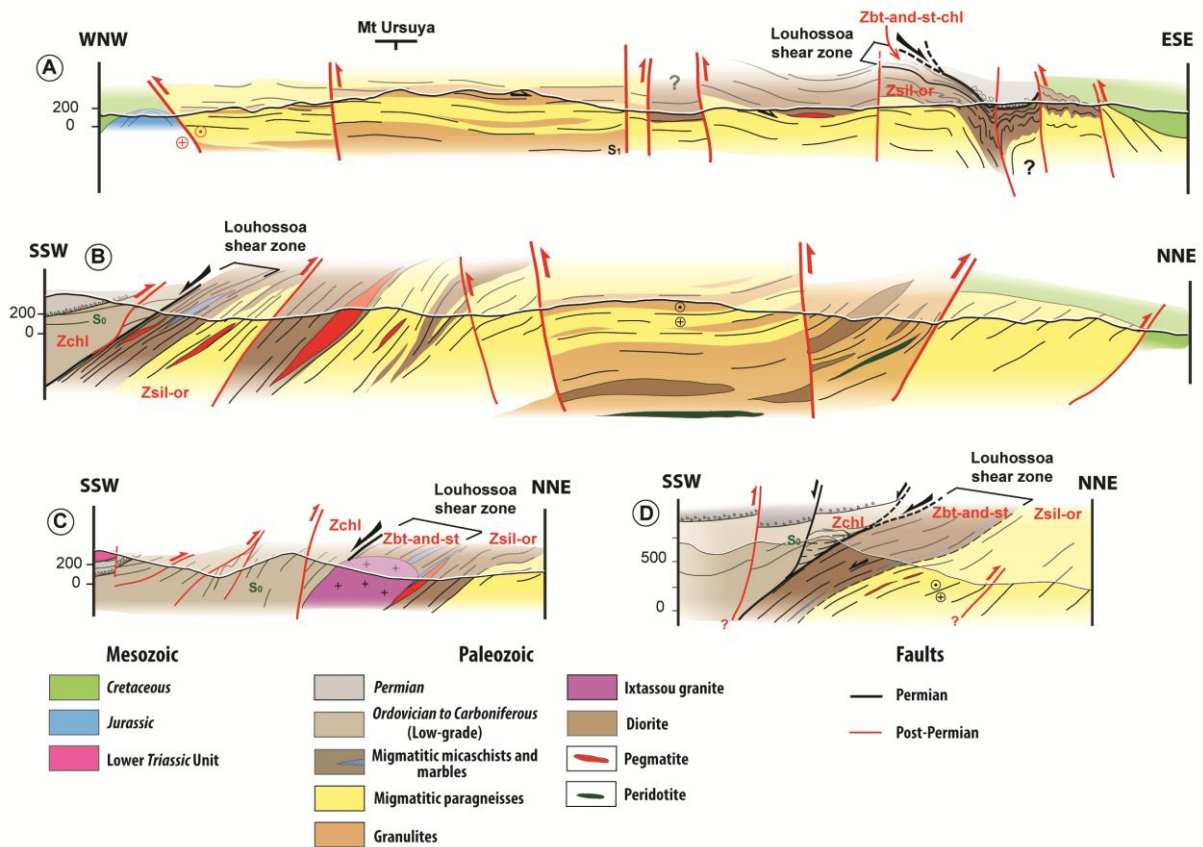 Zbt-and-st-chl
Mt Ursuya
Louhossoa
shear zone
WNW
ESE
A
?
Zsil-or
200
0
S1
?
Louhossoa
shear zone
SSW
B
NNE
200
0
S0
Zchl
Zsil-or
SSW
Louhossoa
shear zone
NNE
C
Zchl
Zbt-and-st
Zsil-or
200
0
S0
Louhossoa
shear zone
SSW
NNE
D
Zchl
Zbt-and-st
Zsil-or
S0
500
0
?
?
Mesozoic
Cretaceous
Jurassic
Lower Triassic Unit
Paleozoic
Permian
Ordovician to Carboniferous
(Low-grade)
Migmatitic micaschists and
marbles
Migmatitic paragneisses
Granulites
Ixtassou granite
Diorite
Pegmatite
Peridotite
Faults
Permian
Post-Permian